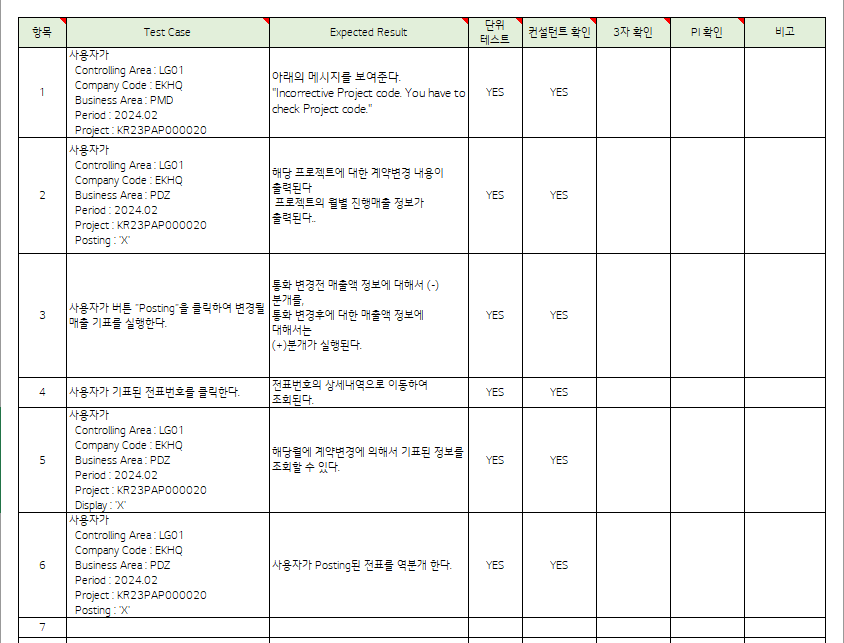 항목 Test Case Expected Result 단위 테스트 컨설턴트 확인 3자 확인 PI 확인 비고
1
사용자가
Controlling Area : LG01
Company Code : EKHQ
Business Area : PMD
Period : 2024.02
Project : KR23PAP000020
아래의 메시지를 보여준다.
"Incorrective Project code. You have to
check Project code."
YES YES
2
사용자가
Controlling Area : LG01
Company Code : EKHQ
Business Area : PDZ
Period : 2024.02
Project : KR23PAP000020
Posting : 'X'
해당 프로젝트에 대한 계약변경 내용이
출력된다
프로젝트의 월별 진행매출 정보가
출력된다..
YES YES
3
사용자가 버튼 "Posting"을 클릭하여 변경될
매출 기표를 실행한다.
통화 변경전 매출액 정보에 대해서 (-)
분개를,
통화 변경후에 대한 매출액 정보에
대해서는
(+)분개가 실행된다.
YES YES
4
사용자가 기표된 전표번호를 클릭한다.
전표번호의 상세내역으로 이동하여
조회된다.
YES YES
5
사용자가
Controlling Area : LG01
Company Code : EKHQ
Business Area : PDZ
Period : 2024.02
Project : KR23PAP000020
Display : 'X'
해당월에 계약변경에 의해서 기표된 정보를
조회할 수 있다.
YES YES
6
사용자가
Controlling Area : LG01
Company Code : EKHQ
Business Area : PDZ
Period : 2024.02
Project : KR23PAP000020
Posting : 'X'
사용자가 Posting된 전표를 역분개 한다.
YES YES
7